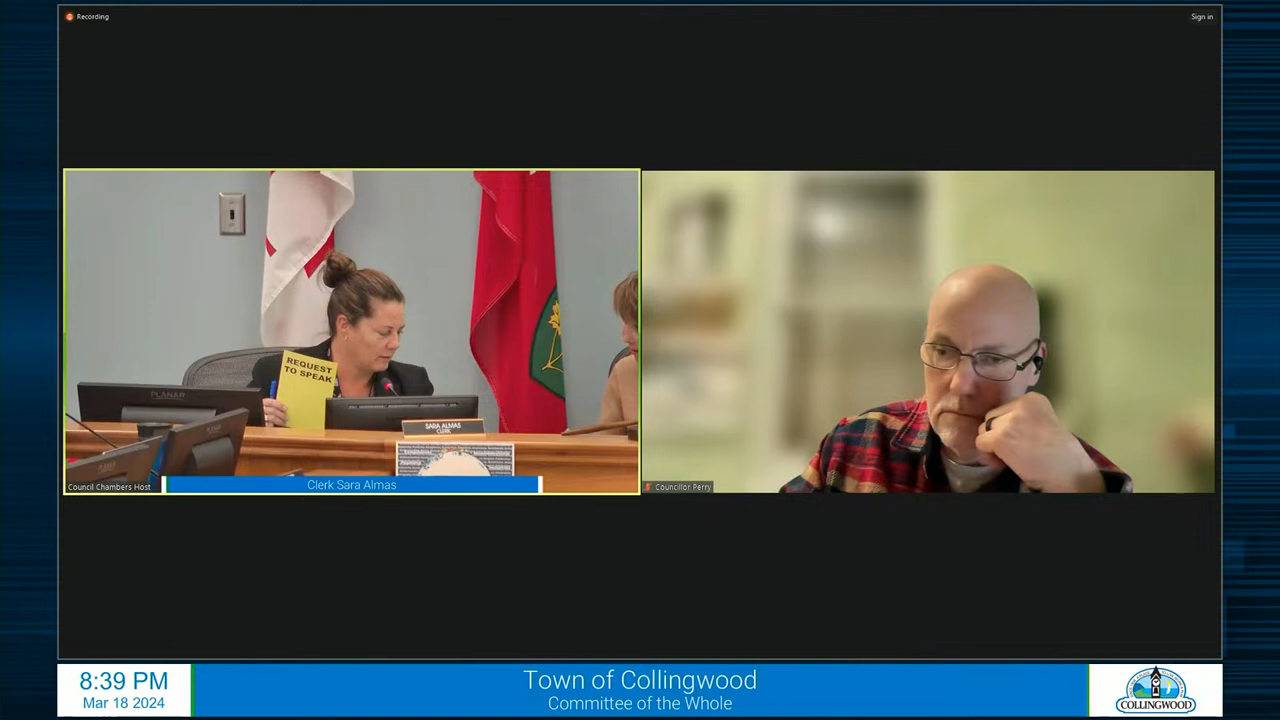 Recording
Sign in
REQUEST
TO SPEAK
PLANAR
SARA ALMAS
CLERK
Council Chambers Host
Clerk Sara Almas
Councillor Perry
8:39 PM
Mar 18 2024
Town of Collingwood
Committee of the Whole
COLLINGWOOD